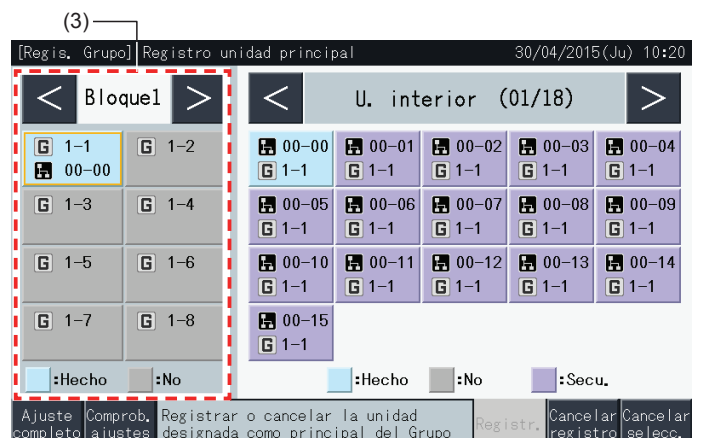 (3)
[Regis. Grupo] Registro unidad principal 30/04/2015(Ju) 10:20
< Bloque1 >
< U. interior (01/18) >
G 1-1
00-00
G 1-2
G 1-3
G 1-4
G 1-5
G 1-6
G 1-7
G 1-8
:Hecho :No
00-00 00-01 00-02 00-03 00-04
G 1-1 G 1-1 G 1-1 G 1-1 G 1-1
00-05 00-06 00-07 00-08 00-09
G 1-1 G 1-1 G 1-1 G 1-1 G 1-1
00-10 00-11 00-12 00-13 00-14
G 1-1 G 1-1 G 1-1 G 1-1 G 1-1
00-15
G 1-1
:Hecho :No :Secu.
Ajuste
completo
Comprob.
ajustes
Registrar o cancelar la unidad
designada como principal del Grupo
Registr.
Cancelar
registro
Cancelar
selecc.